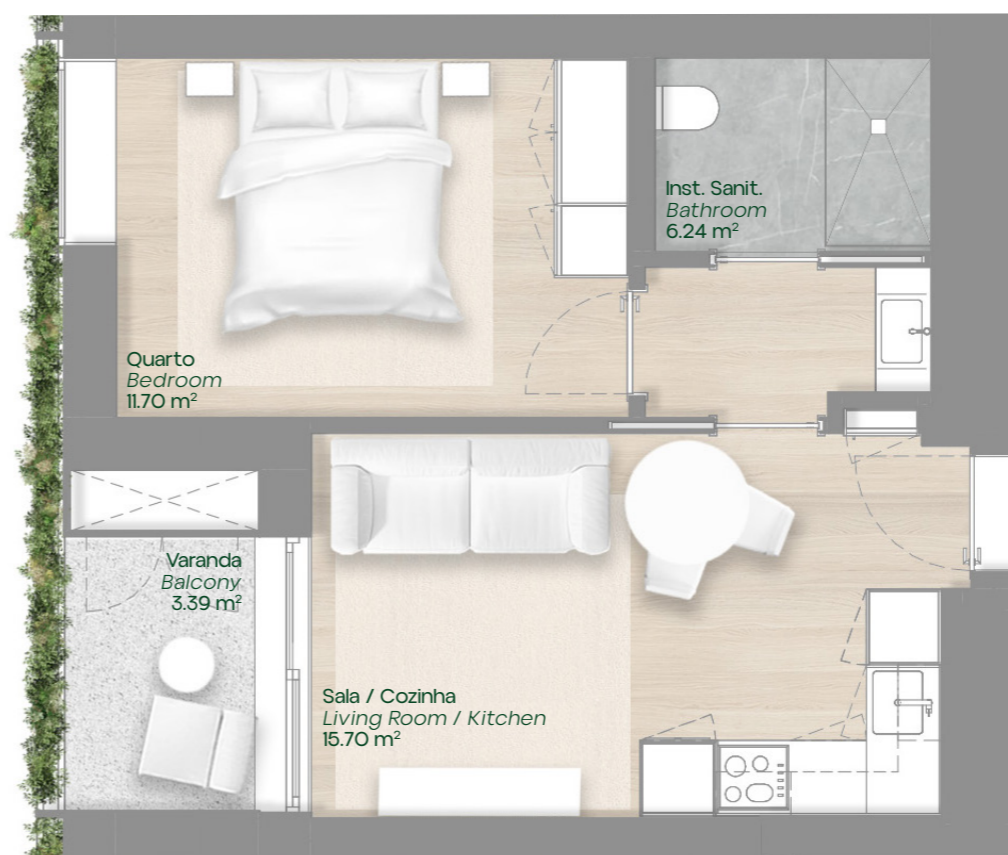 Inst. Sanit.
Bathroom
6.24 m²
Quarto
Bedroom
11.70 m²
Varanda
Balcony
3.39 m²
Sala / Cozinha
Living Room / Kitchen
15.70 m²